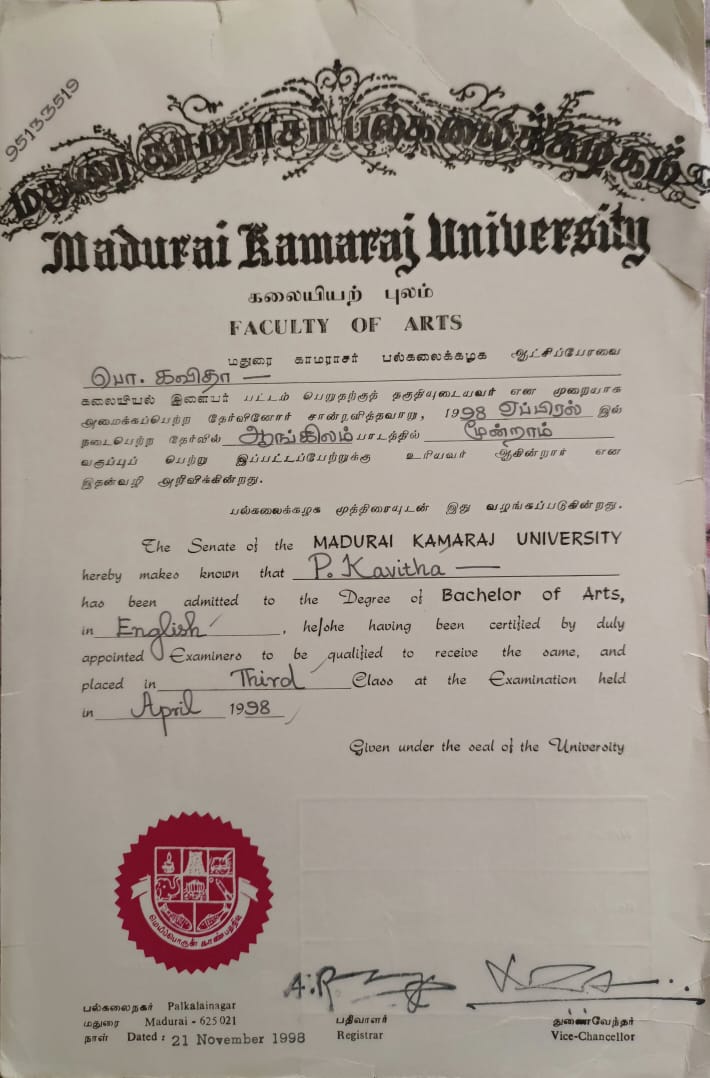 95133519
மதுரை காமராசர் பல்கலைக்கழகம்
Madurai Kamaraj University
கலையியற் புலம்
FACULTY OF ARTS
மதுரை காமராசர் பல்கலைக்கழக ஆட்சிப்பேரவை
பொ. கவிதா —
கலையியல் இளையர் பட்டம் பெறுதற்குத் தகுதியுடையவர் என முறையாக
அமைக்கப்பெற்ற தேர்வினோர் சான்றளித்தவாறு, 1998 ஏப்பிரல் இல்
நடைபெற்ற தேர்வில் ஆங்கிலம் பாடத்தில் மூன்றாம்
வகுப்புப் பெற்று இப்பட்டப்பேற்றுக்கு உரியவர் ஆகின்றார் என
இதன்வழி அறிவிக்கின்றது.
பல்கலைக்கழக முத்திரையுடன் இது வழங்கப்படுகின்றது.
The Senate of the MADURAI KAMARAJ UNIVERSITY
hereby makes known that P. Kavitha —
has been admitted to the Degree of Bachelor of Arts,
in English, he/she having been certified by duly
appointed Examiners to be qualified to receive the same, and
placed in Third Class at the Examination held
in April 1998
Given under the seal of the University
பல்கலைநகர் Palkalainagar
மதுரை Madurai - 625 021
நாள் Dated : 21 November 1998
பதிவாளர்
Registrar
துணைவேந்தர்
Vice-Chancellor